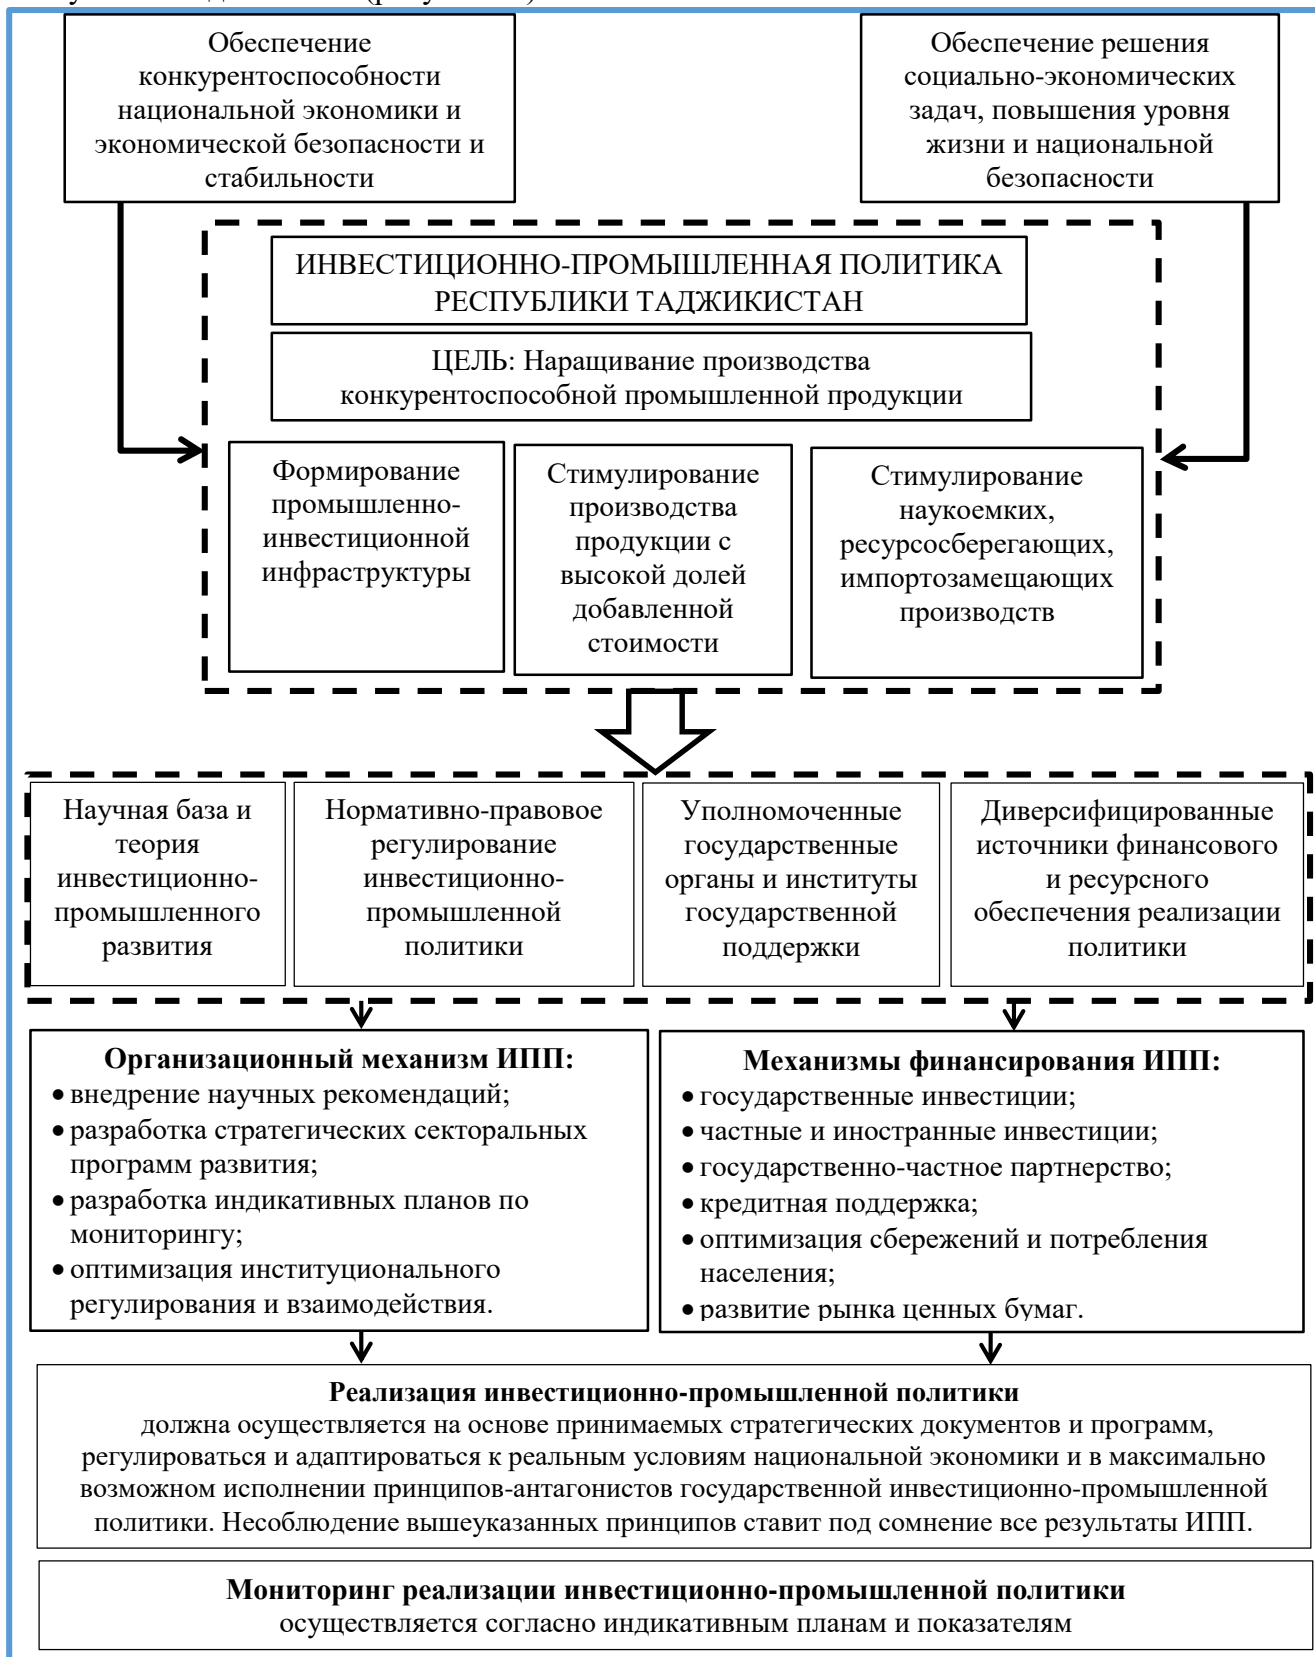 Обеспечение
конкурентоспособности
национальной экономики и
экономической безопасности и
стабильности
Обеспечение решения
социально-экономических
задач, повышения уровня
жизни и национальной
безопасности
ИНВЕСТИЦИОННО-ПРОМЫШЛЕННАЯ ПОЛИТИКА
РЕСПУБЛИКИ ТАДЖИКИСТАН
ЦЕЛЬ: Наращивание производства
конкурентоспособной промышленной продукции
Формирование
промышленно-
инвестиционной
инфраструктуры
Стимулирование
производства
продукции с
высокой долей
добавленной
стоимости
Стимулирование
наукоемких,
ресурсосберегающих,
импортозамещающих
производств
Научная база и
теория
инвестиционно-
промышленного
развития
Нормативно-правовое
регулирование
инвестиционно-
промышленной
политики
Уполномоченные
государственные
органы и институты
государственной
поддержки
Диверсифицированные
источники финансового
и ресурсного
обеспечения реализации
политики
Организационный механизм ИПП:
• внедрение научных рекомендаций;
• разработка стратегических секторальных
программ развития;
• разработка индикативных планов по
мониторингу;
• оптимизация институционального
регулирования и взаимодействия.
Механизмы финансирования ИПП:
• государственные инвестиции;
• частные и иностранные инвестиции;
• государственно-частное партнерство;
• кредитная поддержка;
• оптимизация сбережений и потребления
населения;
• развитие рынка ценных бумаг.
Реализация инвестиционно-промышленной политики
должна осуществляется на основе принимаемых стратегических документов и программ,
регулироваться и адаптироваться к реальным условиям национальной экономики и в максимально
возможном исполнении принципов-антагонистов государственной инвестиционно-промышленной
политики. Несоблюдение вышеуказанных принципов ставит под сомнение все результаты ИПП.
Мониторинг реализации инвестиционно-промышленной политики
осуществляется согласно индикативным планам и показателям